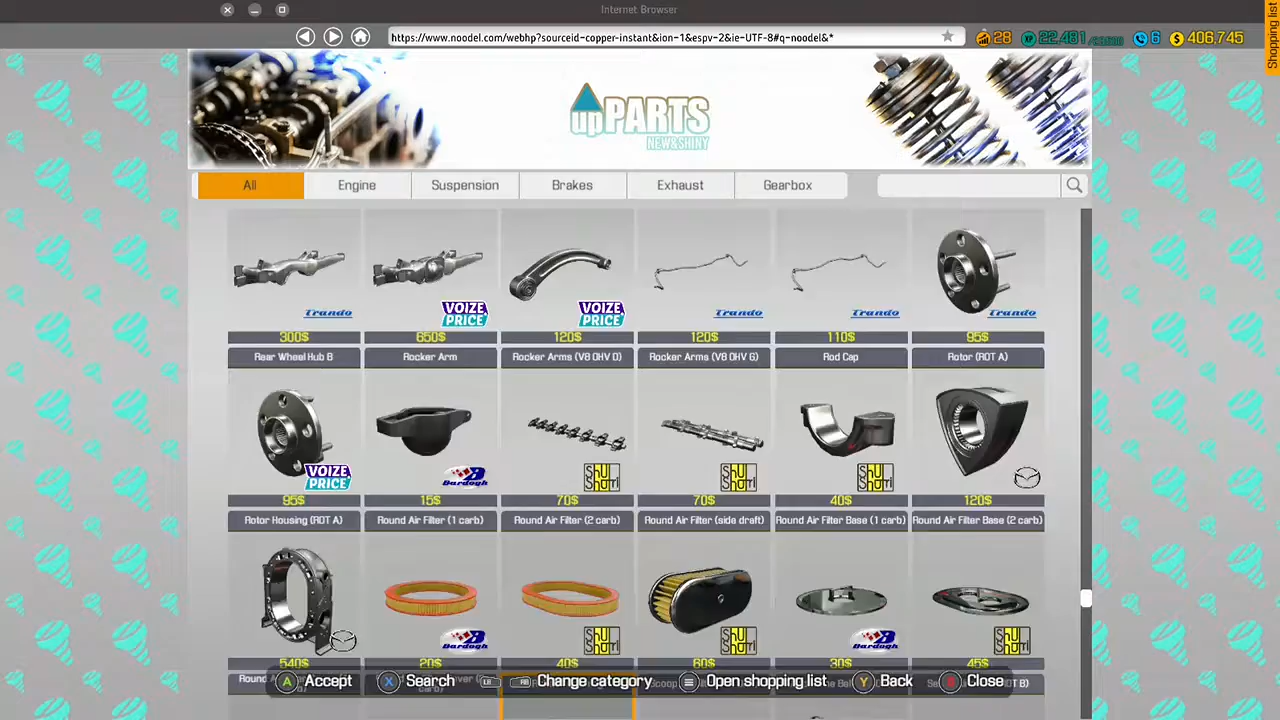 Internet Browser
Shopping list
https://www.noodel.com/webhp?sourceid-copper-instant&ion-1&espv-2&ie-UTF-8#q-noodel&*
28
22,481
6
406,745
upPARTS
NEW&SHINY
All
Engine
Suspension
Brakes
Exhaust
Gearbox
Trando
VOIZE PRICE
VOIZE PRICE
Trando
Trando
Trando
300$
650$
120$
120$
110$
95$
Rear Wheel Hub B
Rocker Arm
Rocker Arms (V8 OHV D)
Rocker Arms (V8 OHV G)
Rod Cap
Rotor (ROT A)
VOIZE PRICE
Bardogh
95$
15$
70$
70$
40$
120$
Rotor Housing (ROT A)
Round Air Filter (1 carb)
Round Air Filter (2 carb)
Round Air Filter (side draft)
Round Air Filter Base (1 carb)
Round Air Filter Base (2 carb)
Bardogh
Bardogh
540$
20$
40$
60$
30$
45$
Accept
Search
Change category
Open shopping list
Back
Close